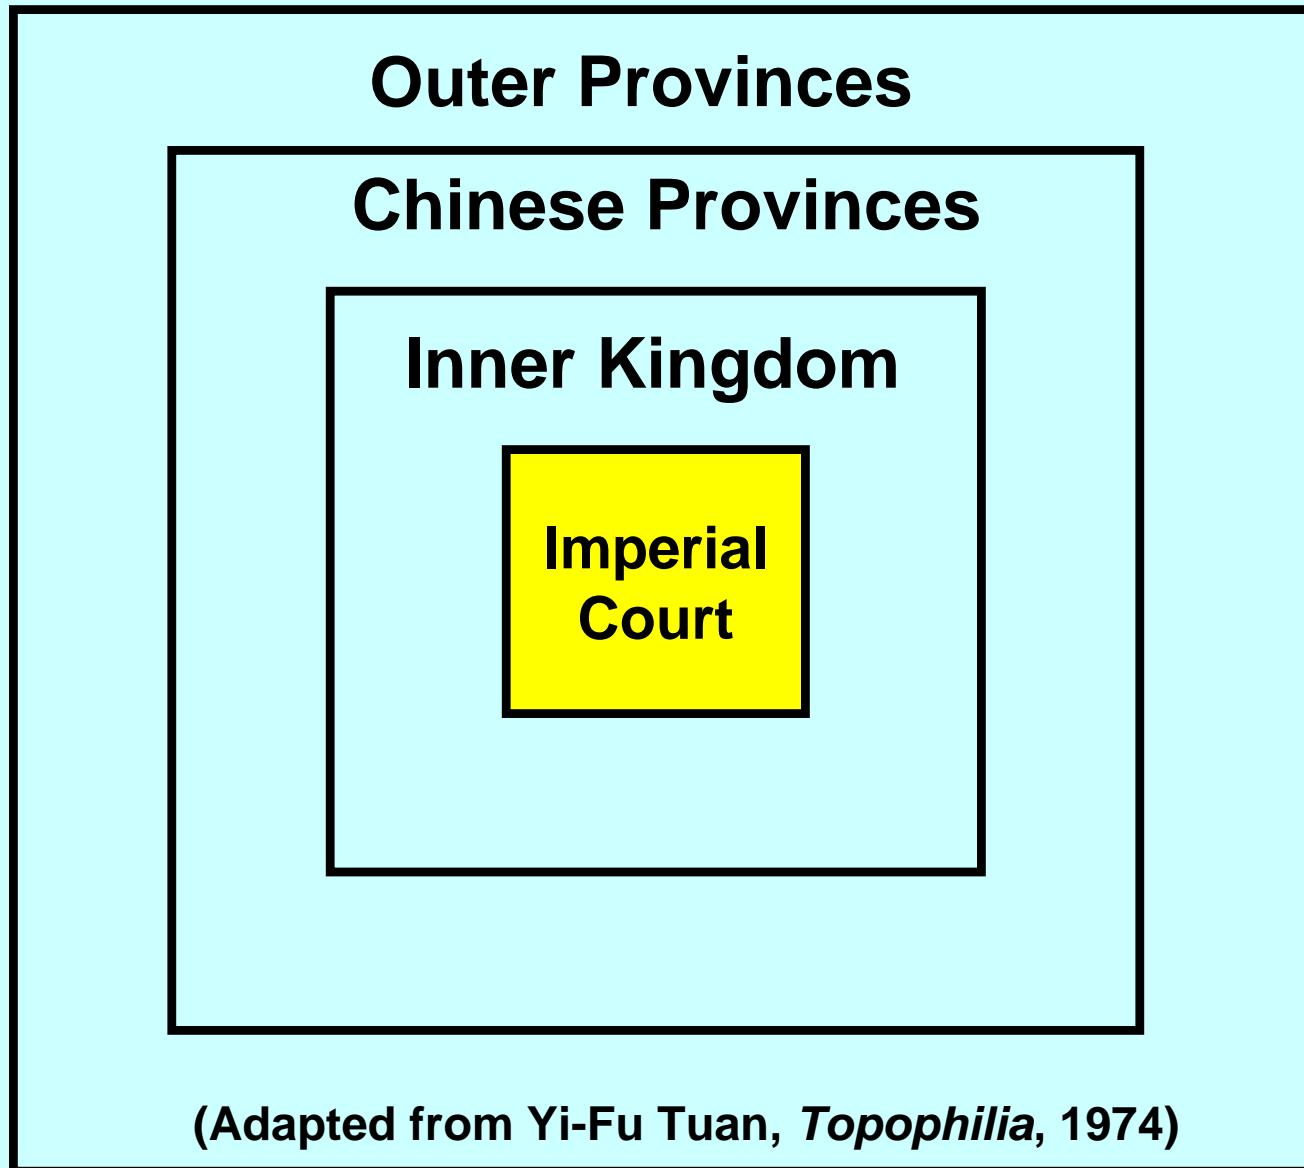 Outer Provinces
Chinese Provinces
Inner Kingdom
Imperial
Court
(Adapted from Yi-Fu Tuan, Topophilia, 1974)